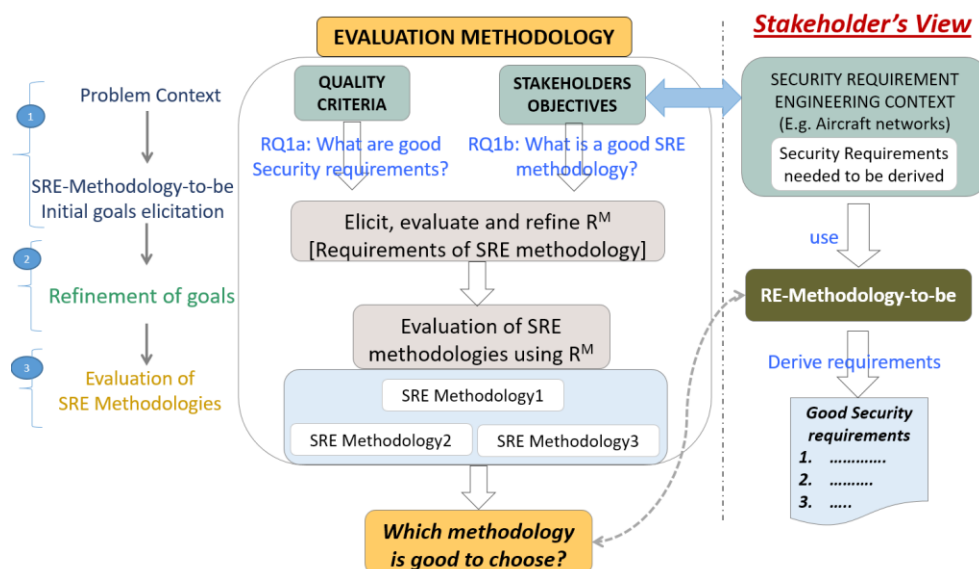 EVALUATION METHODOLOGY
Stakeholder's View
1
Problem Context
SRE-Methodology-to-be
Initial goals elicitation
2
Refinement of goals
3
Evaluation of
SRE Methodologies
QUALITY
CRITERIA
STAKEHOLDERS
OBJECTIVES
RQ1a: What are good
Security requirements?
RQ1b: What is a good SRE
methodology?
Elicit, evaluate and refine Rᴹ
[Requirements of SRE methodology]
Evaluation of SRE
methodologies using Rᴹ
SRE Methodology1
SRE Methodology2
SRE Methodology3
Which methodology
is good to choose?
SECURITY REQUIREMENT
ENGINEERING CONTEXT
(E.g. Aircraft networks)
Security Requirements
needed to be derived
use
RE-Methodology-to-be
Derive requirements
Good Security
requirements
1. ………….
2. ……….
3. …..